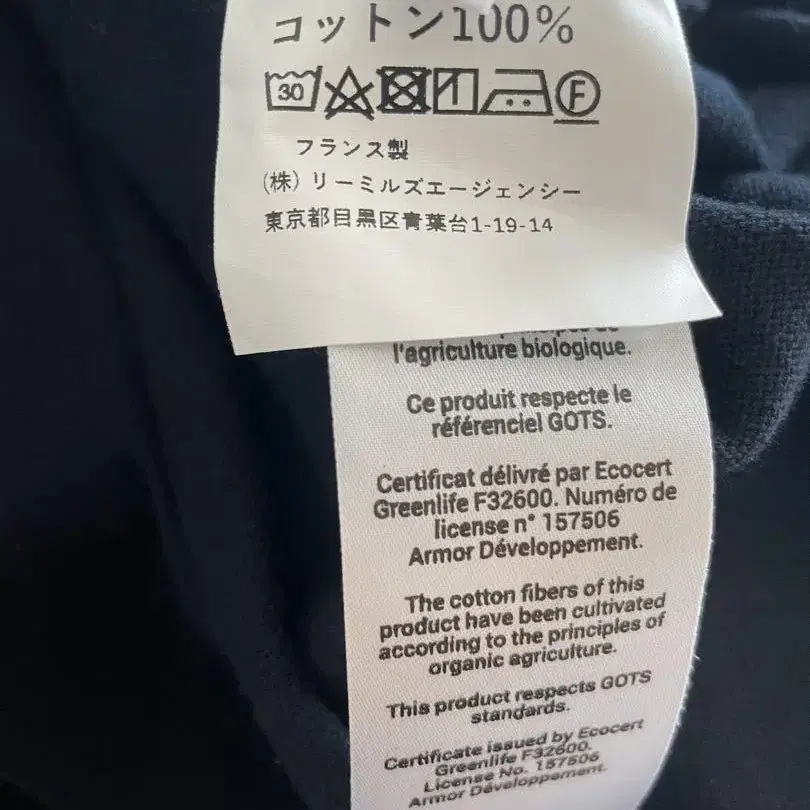 コットン100%
30
F
フランス製
(株) リーミルズエージェンシー
東京都目黒区青葉台1-19-14
l'agriculture biologique.
Ce produit respecte le
référenciel GOTS.
Certificat délivré par Ecocert
Greenlife F32600. Numéro de
license n° 157506
Armor Développement.
The cotton fibers of this
product have been cultivated
according to the principles of
organic agriculture.
This product respects GOTS
standards.
Certificate issued by Ecocert
Greenlife F32600.
License No. 157506
Armor Développement.